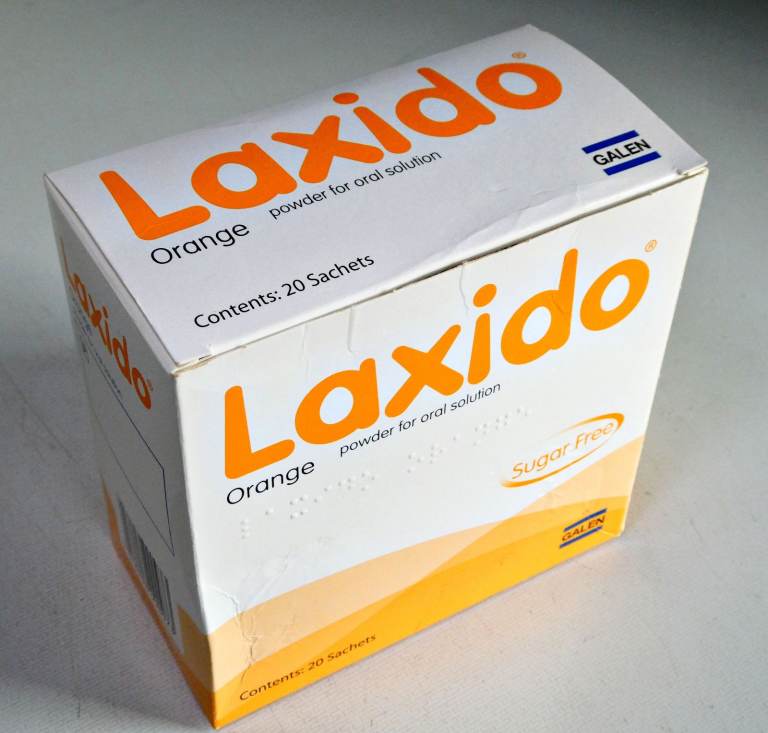 Laxido®
Orange
powder for oral solution
GALEN
Contents: 20 Sachets
Laxido®
Orange
powder for oral solution
Sugar Free
GALEN
Contents: 20 Sachets
Laxido®